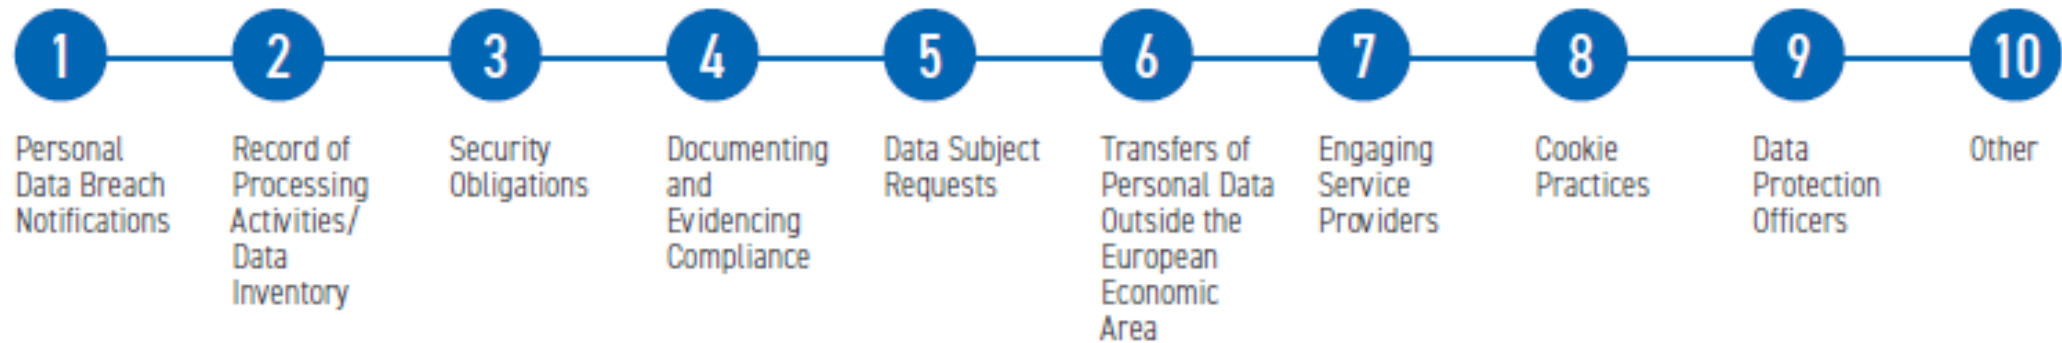 1
Personal
Data Breach
Notifications
2
Record of
Processing
Activities/
Data
Inventory
3
Security
Obligations
4
Documenting
and
Evidencing
Compliance
5
Data Subject
Requests
6
Transfers of
Personal Data
Outside the
European
Economic
Area
7
Engaging
Service
Providers
8
Cookie
Practices
9
Data
Protection
Officers
10
Other